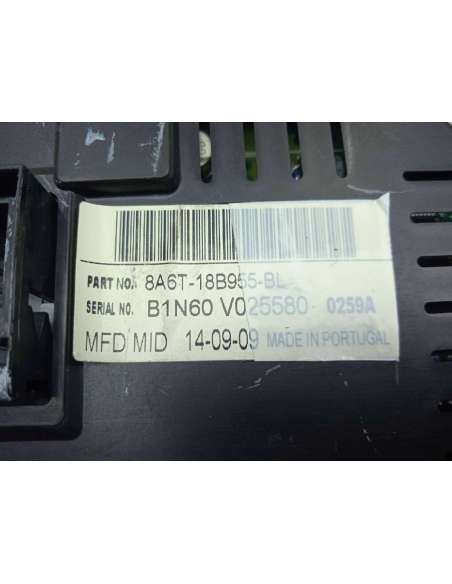 PART NO. 8A6T-18B955-BL
SERIAL NO. B1N60 V025580 0259A
MFD MID 14-09-09 MADE IN PORTUGAL